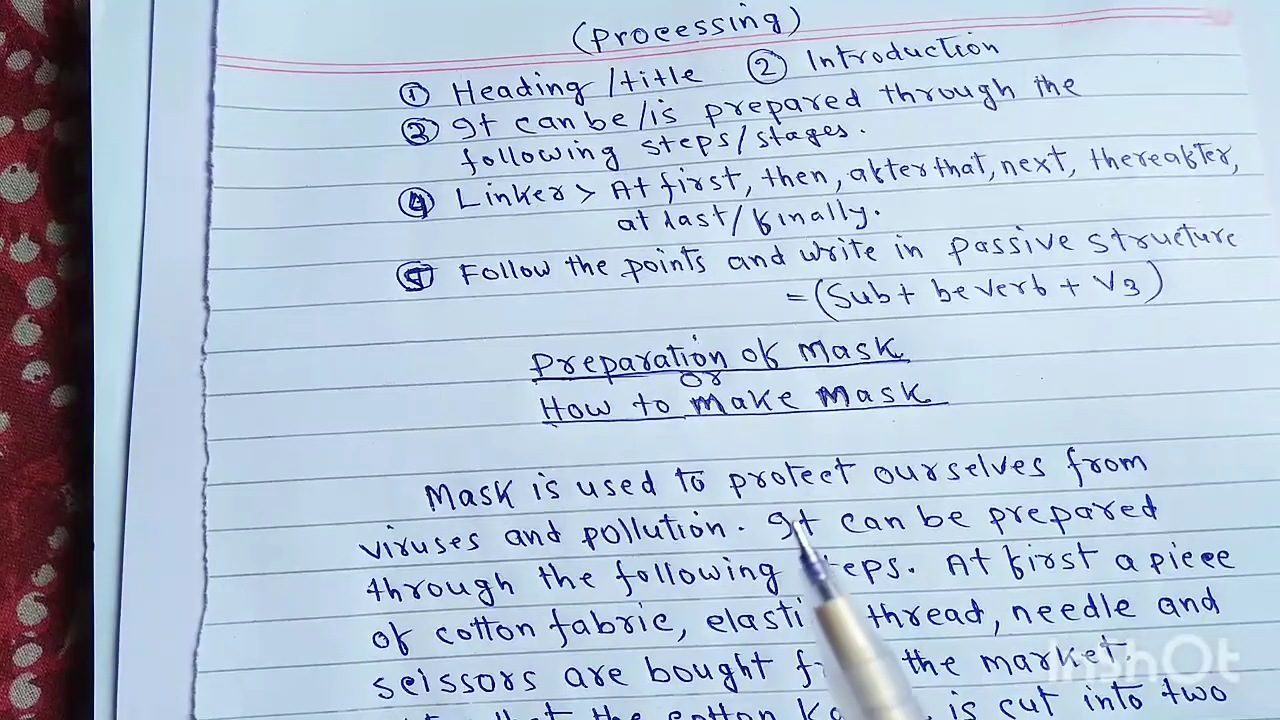 (Processing)
① Heading/title ② Introduction
③ It can be/is prepared through the
following steps/stages.
④ Linker > At first, then, after that, next, thereafter,
at last/finally.
⑤ Follow the points and write in passive structure
= (Sub + be verb + V3)
Preparation of Mask
or
How to make Mask
Mask is used to protect ourselves from
viruses and pollution. It can be prepared
through the following steps. At first a piece
of cotton fabric, elasti thread, needle and
scissors are bought f the market.
the cotton is cut into two
InShOt